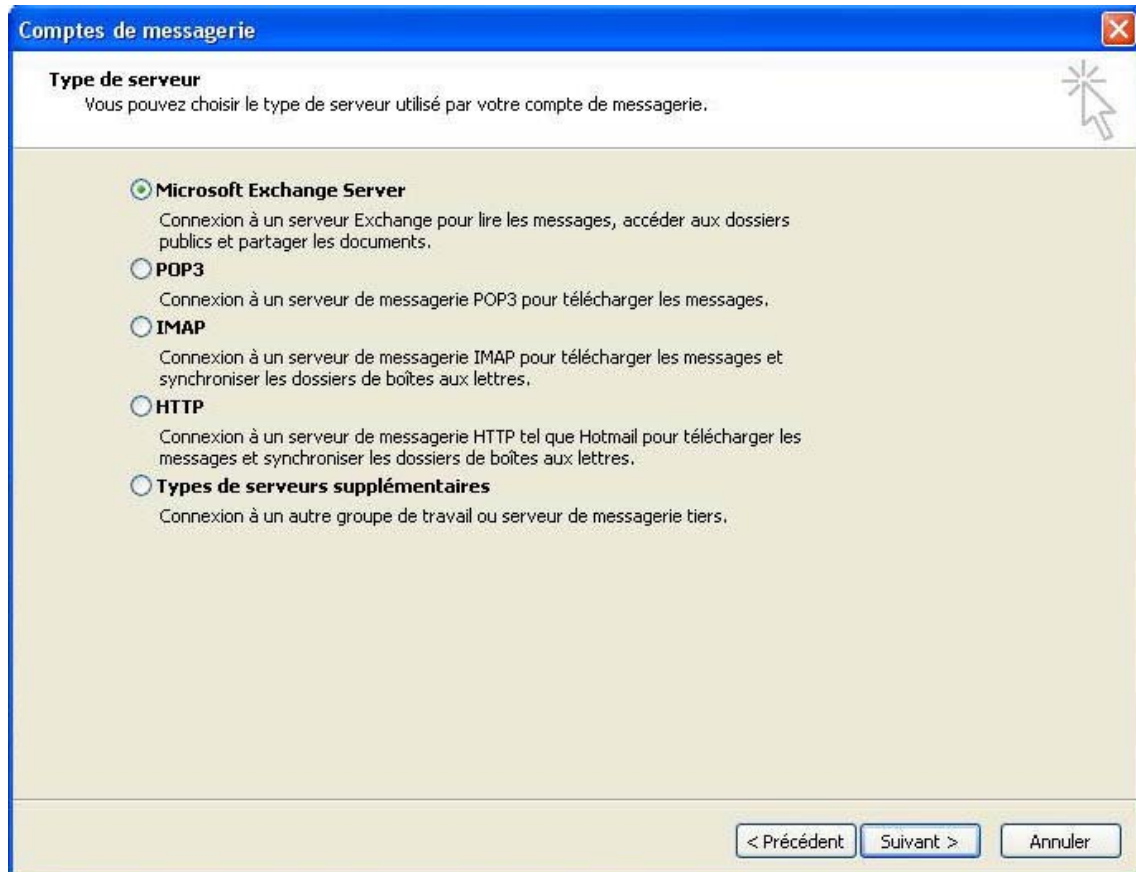 Comptes de messagerie
Type de serveur
Vous pouvez choisir le type de serveur utilisé par votre compte de messagerie.
Microsoft Exchange Server
Connexion à un serveur Exchange pour lire les messages, accéder aux dossiers
publics et partager les documents.
POP3
Connexion à un serveur de messagerie POP3 pour télécharger les messages.
IMAP
Connexion à un serveur de messagerie IMAP pour télécharger les messages et
synchroniser les dossiers de boîtes aux lettres.
HTTP
Connexion à un serveur de messagerie HTTP tel que Hotmail pour télécharger les
messages et synchroniser les dossiers de boîtes aux lettres.
Types de serveurs supplémentaires
Connexion à un autre groupe de travail ou serveur de messagerie tiers.
< Précédent Suivant > Annuler